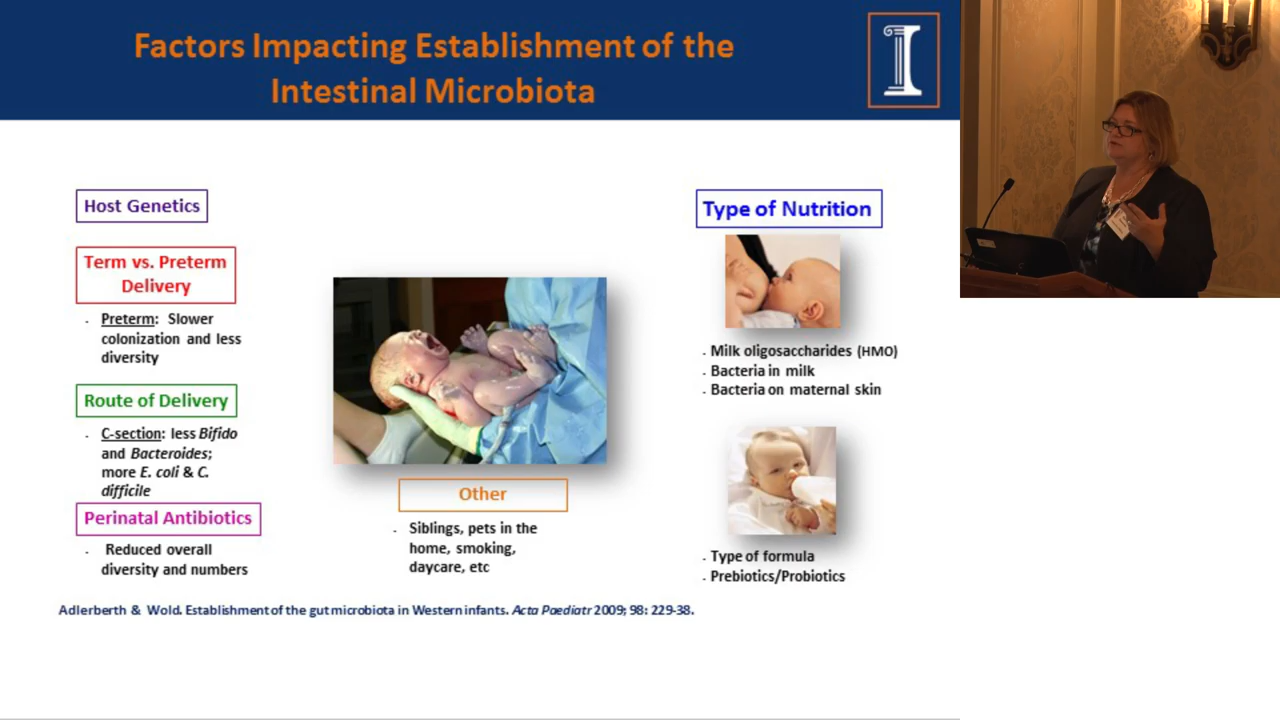 Factors Impacting Establishment of the
Intestinal Microbiota
Host Genetics
Term vs. Preterm
Delivery
- Preterm: Slower
colonization and less
diversity
Route of Delivery
- C-section: less Bifido
and Bacteroides;
more E. coli & C.
difficile
Perinatal Antibiotics
- Reduced overall
diversity and numbers
Other
- Siblings, pets in the
home, smoking,
daycare, etc
Type of Nutrition
- Milk oligosaccharides (HMO)
- Bacteria in milk
- Bacteria on maternal skin
- Type of formula
- Prebiotics/Probiotics
Adlerberth & Wold. Establishment of the gut microbiota in Western infants. Acta Paediatr 2009; 98: 229-38.